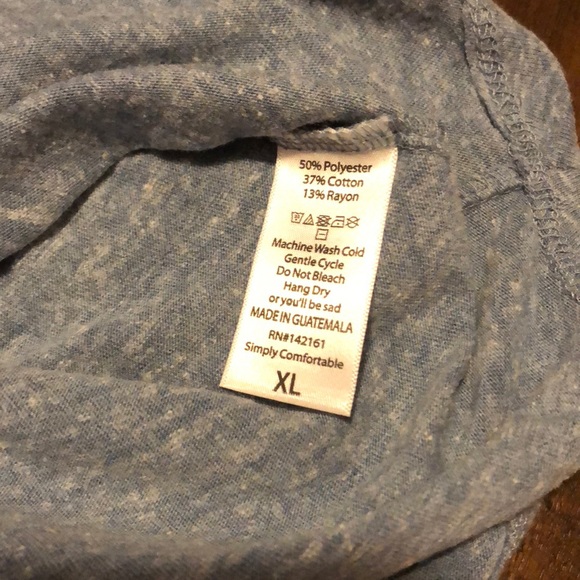 50% Polyester
37% Cotton
13% Rayon
Machine Wash Cold
Gentle Cycle
Do Not Bleach
Hang Dry
or you'll be sad
MADE IN GUATEMALA
RN#142161
Simply Comfortable
XL